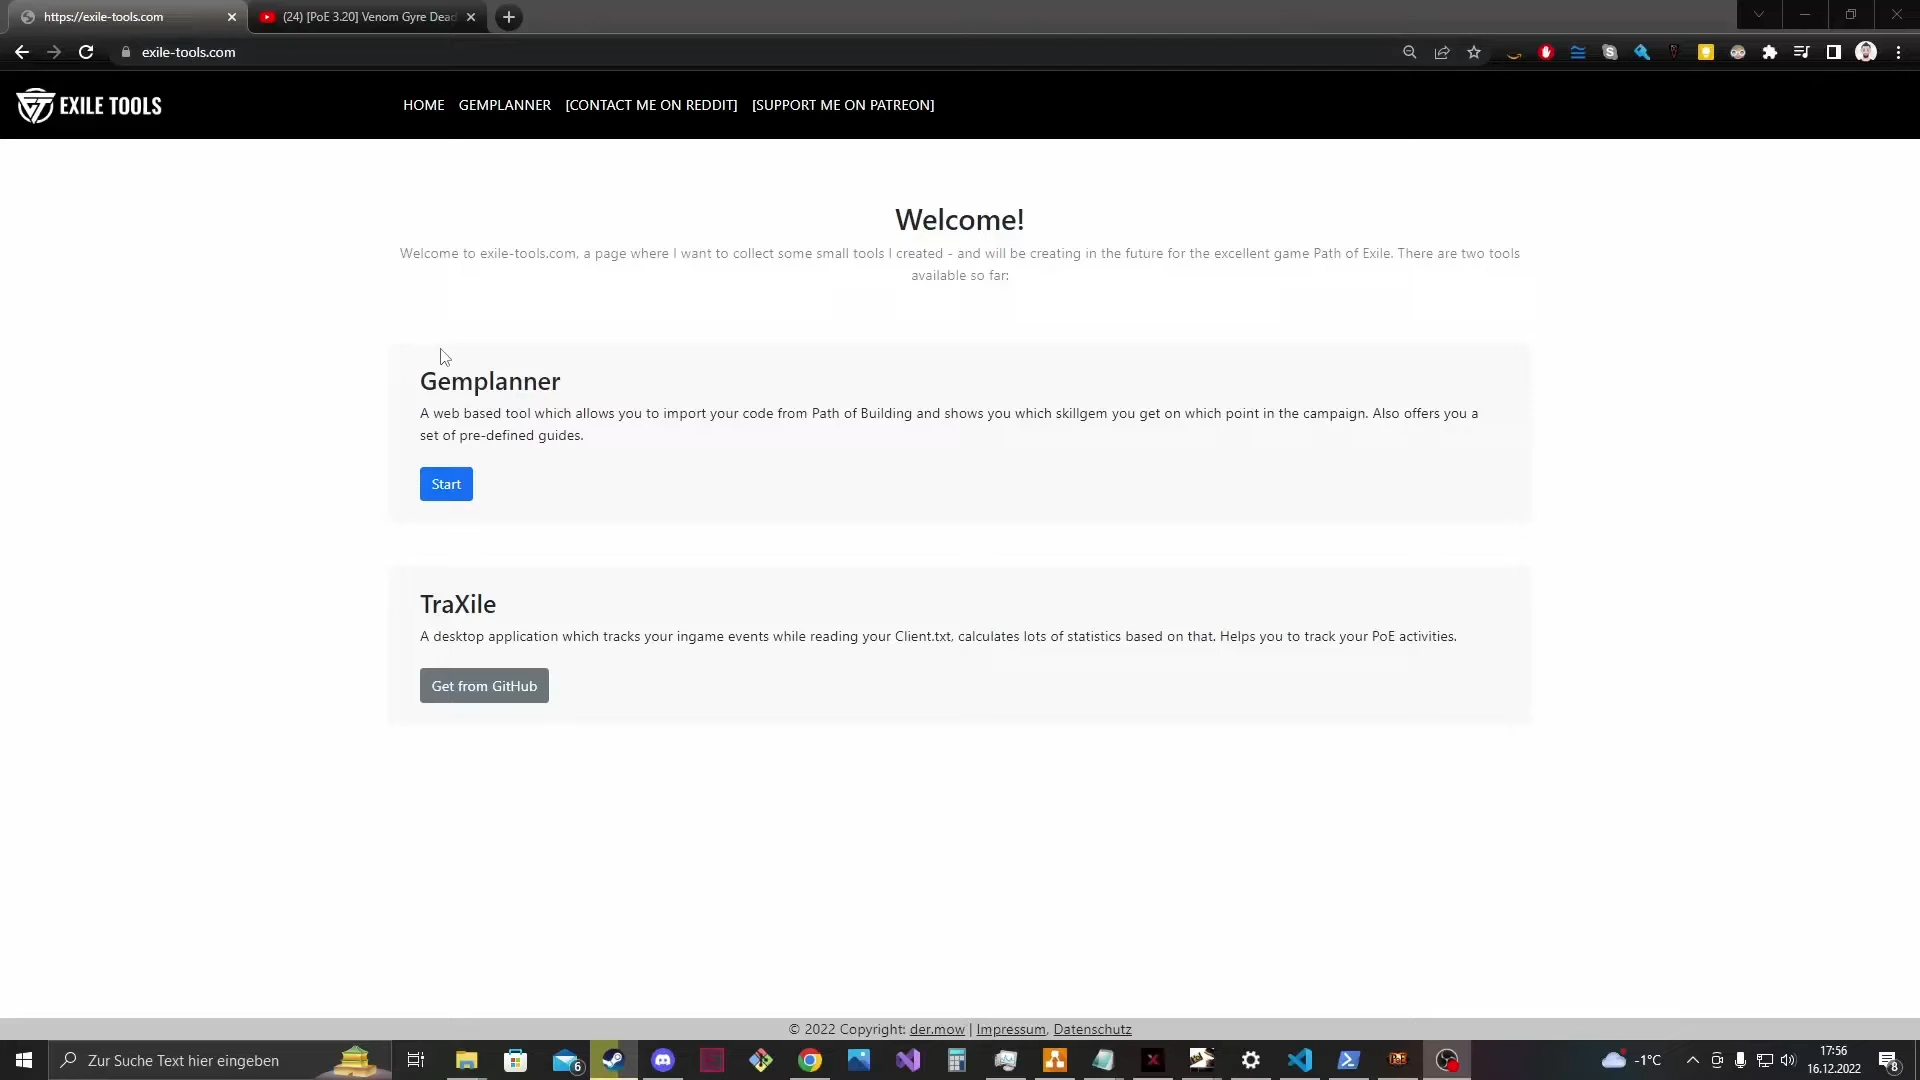 https://exile-tools.com
(24) [PoE 3.20] Venom Gyre Dead
exile-tools.com
EXILE TOOLS
HOME GEMPLANNER [CONTACT ME ON REDDIT] [SUPPORT ME ON PATREON]
Welcome!
Welcome to exile-tools.com, a page where I want to collect some small tools I created - and will be creating in the future for the excellent game Path of Exile. There are two tools
available so far:
Gemplanner
A web based tool which allows you to import your code from Path of Building and shows you which skillgem you get on which point in the campaign. Also offers you a
set of pre-defined guides.
Start
TraXile
A desktop application which tracks your ingame events while reading your Client.txt, calculates lots of statistics based on that. Helps you to track your PoE activities.
Get from GitHub
© 2022 Copyright: der.mow | Impressum, Datenschutz
Zur Suche Text hier eingeben
6
-1°C
17:56
16.12.2022
8